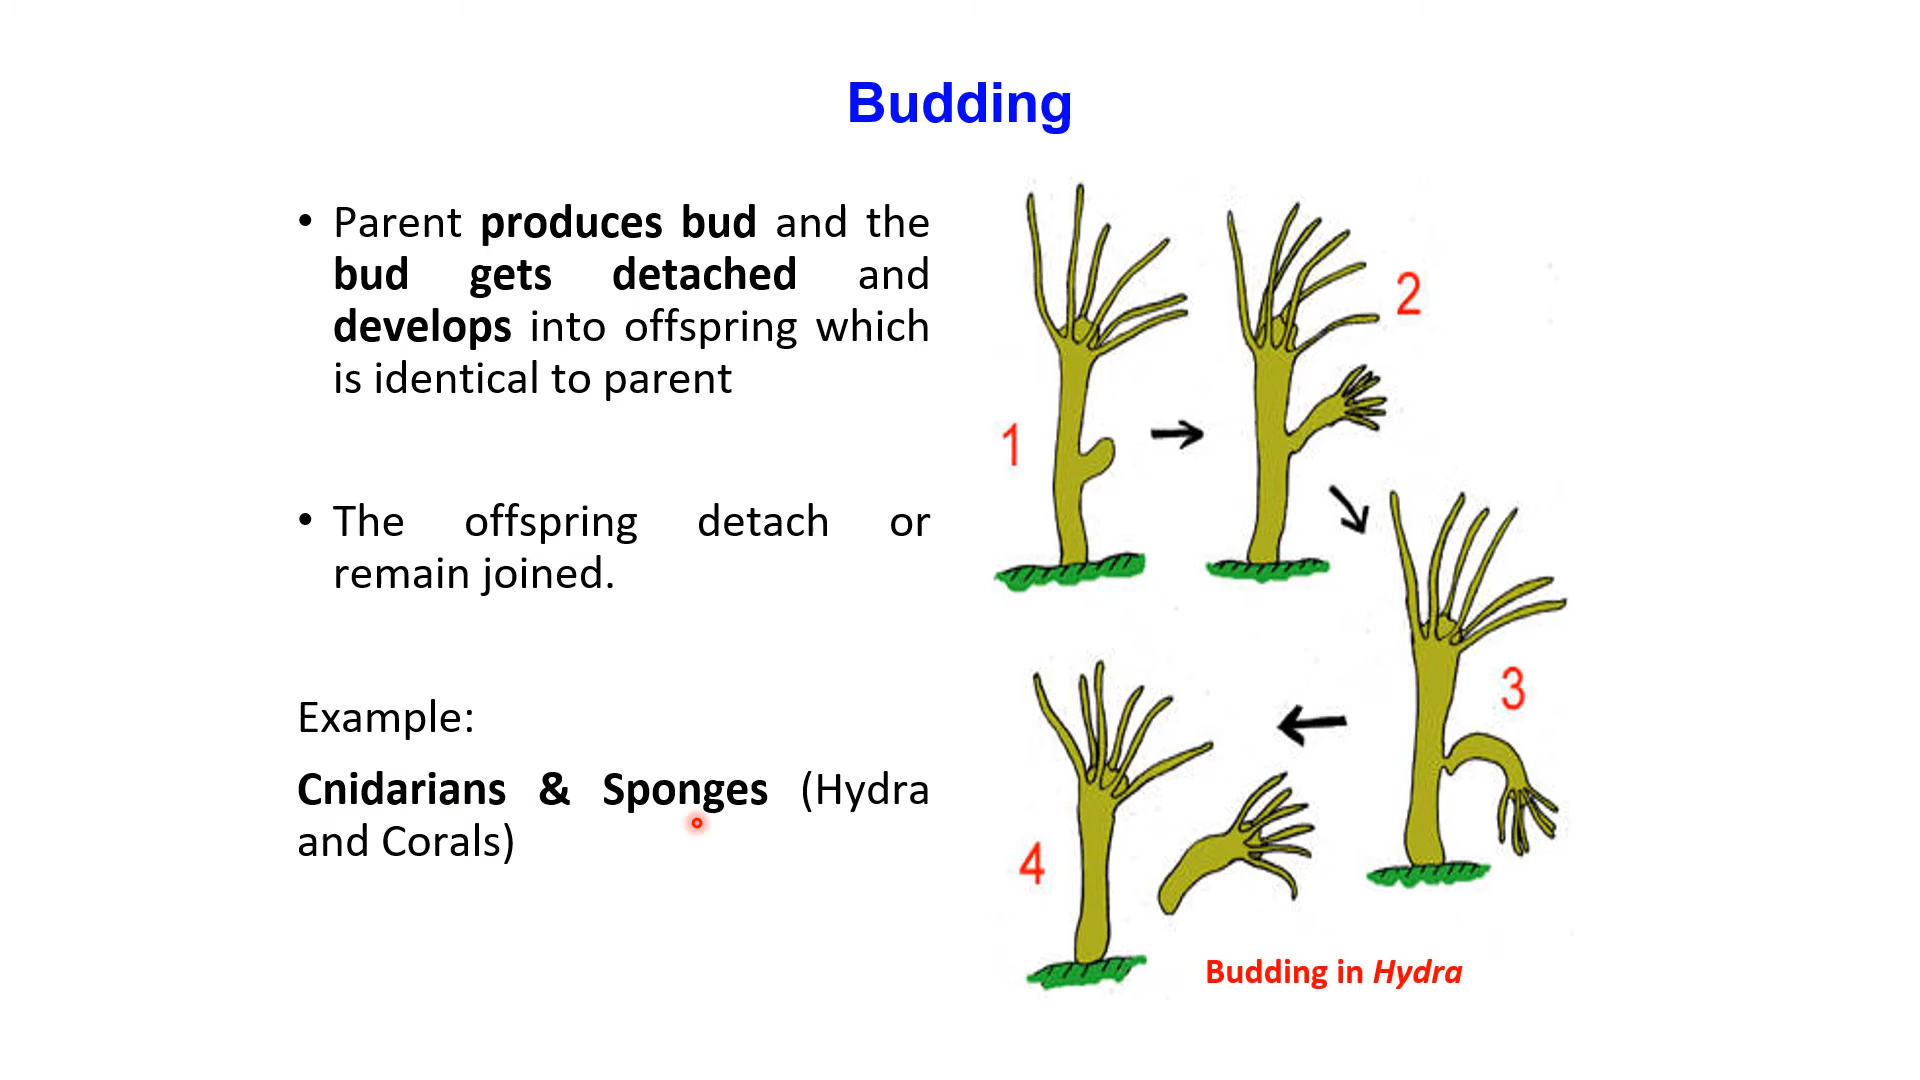 Budding
• Parent produces bud and the
bud gets detached and
develops into offspring which
is identical to parent
• The offspring detach or
remain joined.
Example:
Cnidarians & Sponges (Hydra
and Corals)
1
2
3
4
Budding in Hydra